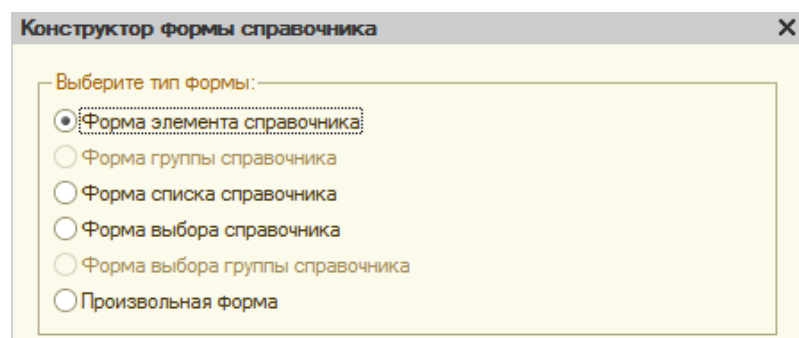 Конструктор формы справочника
Выберите тип формы:
Форма элемента справочника
Форма группы справочника
Форма списка справочника
Форма выбора справочника
Форма выбора группы справочника
Произвольная форма